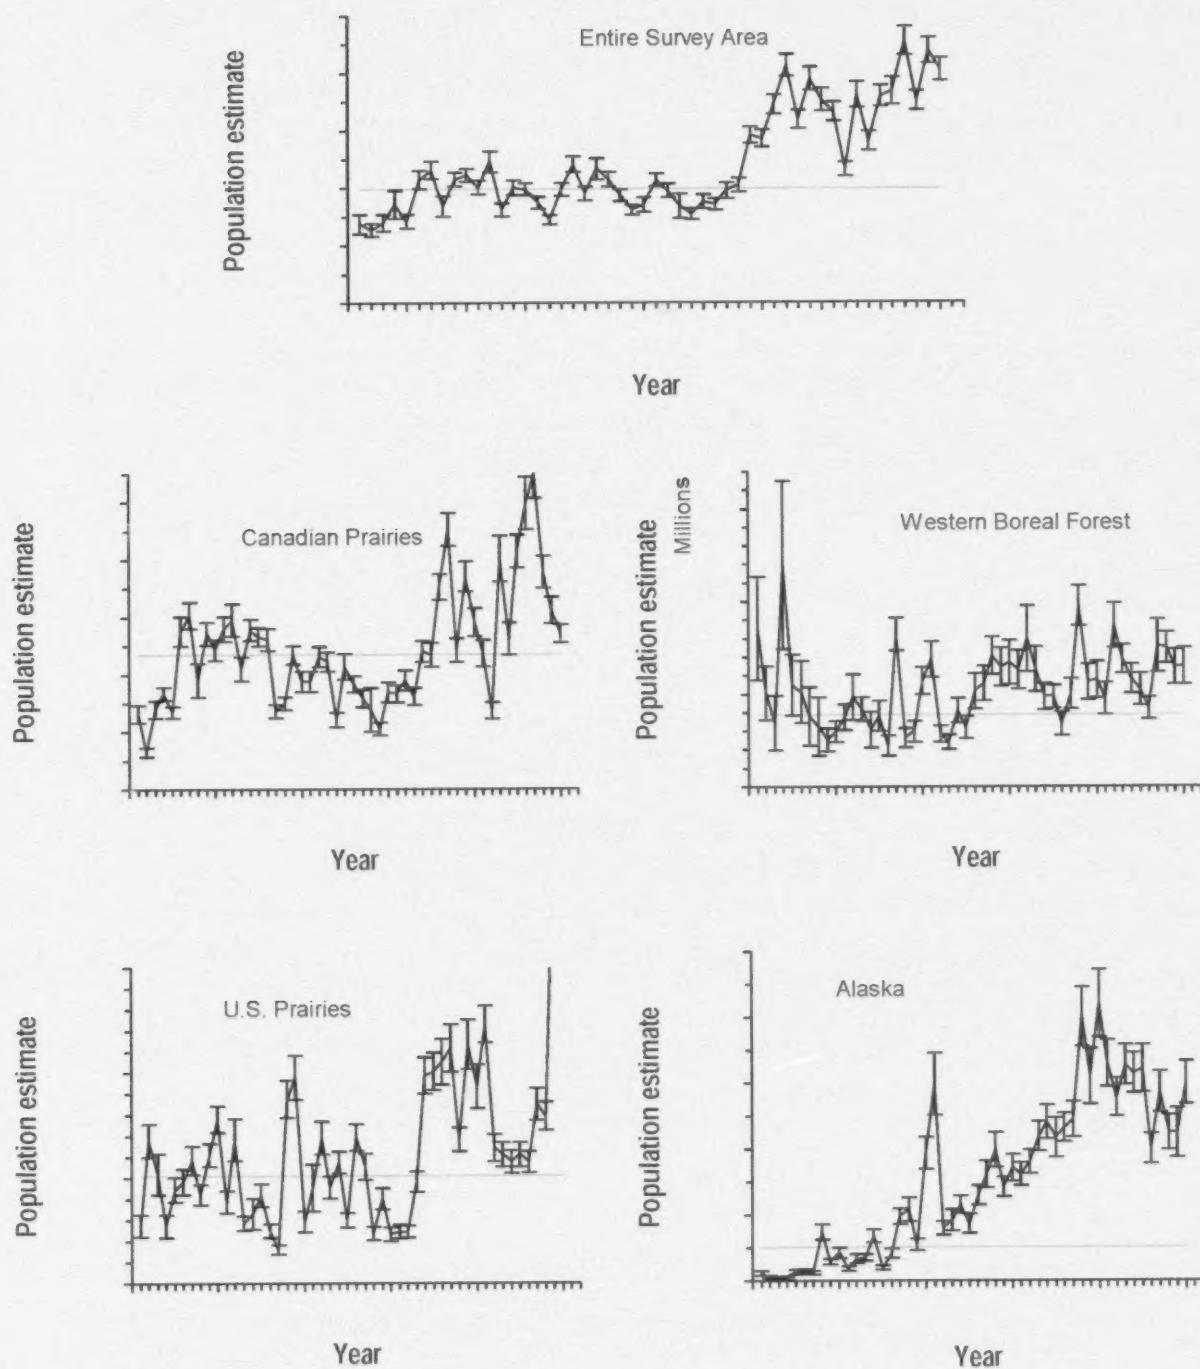 Entire Survey Area
Population estimate
Year
Canadian Prairies
Population estimate
Year
Western Boreal Forest
Population estimate
Millions
Year
U.S. Prairies
Population estimate
Year
Alaska
Population estimate
Year